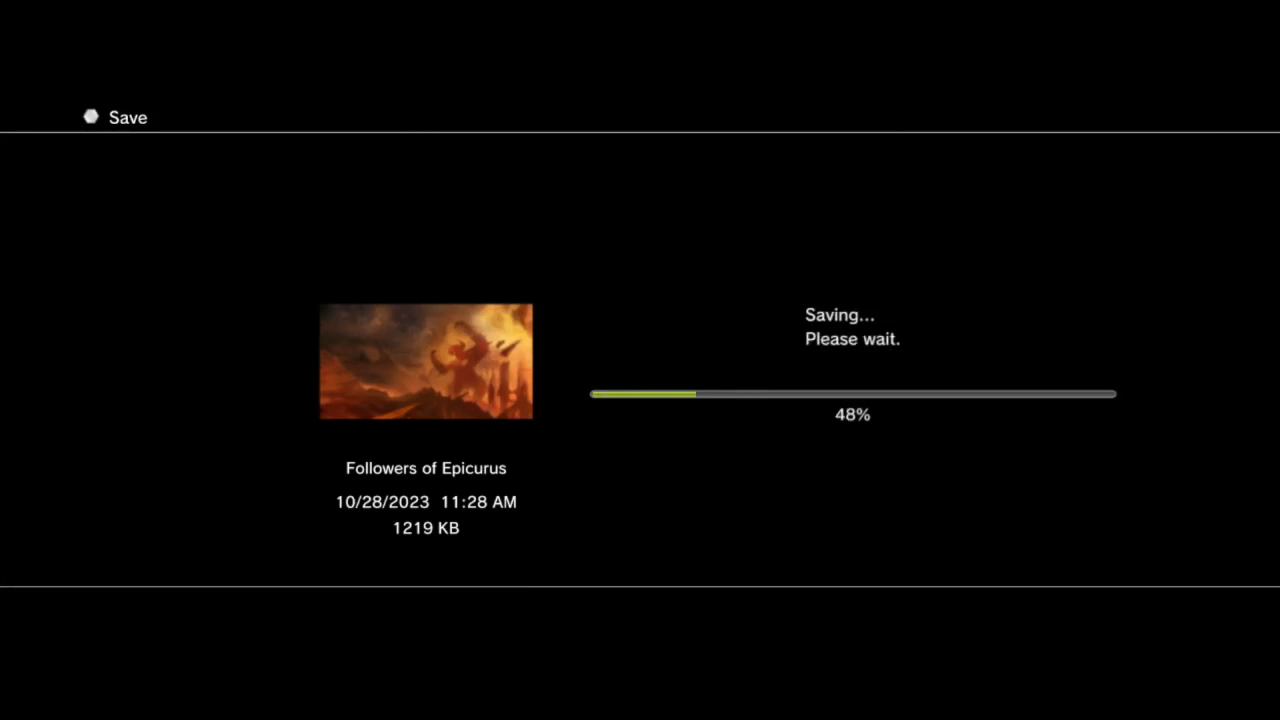 Save
Saving...
Please wait.
48%
Followers of Epicurus
10/28/2023 11:28 AM
1219 KB